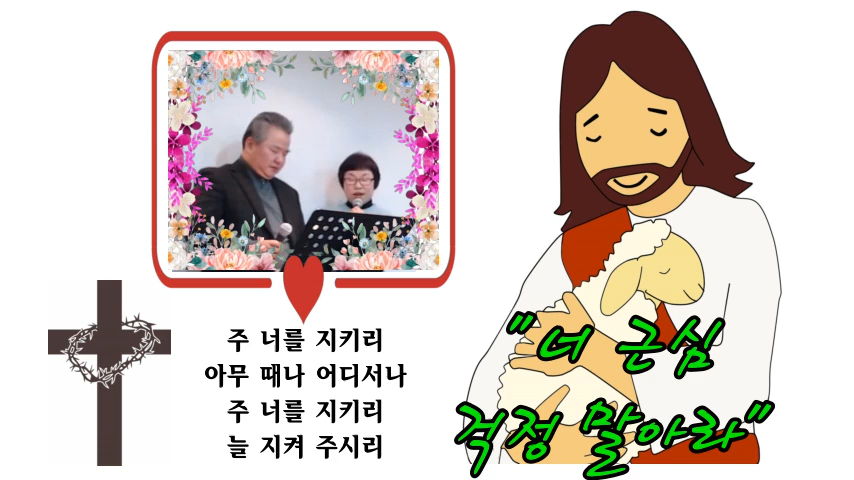 주 너를 지키리
아무 때나 어디서나
주 너를 지키리
늘 지켜 주시리
"너 근심
걱정 말아라"